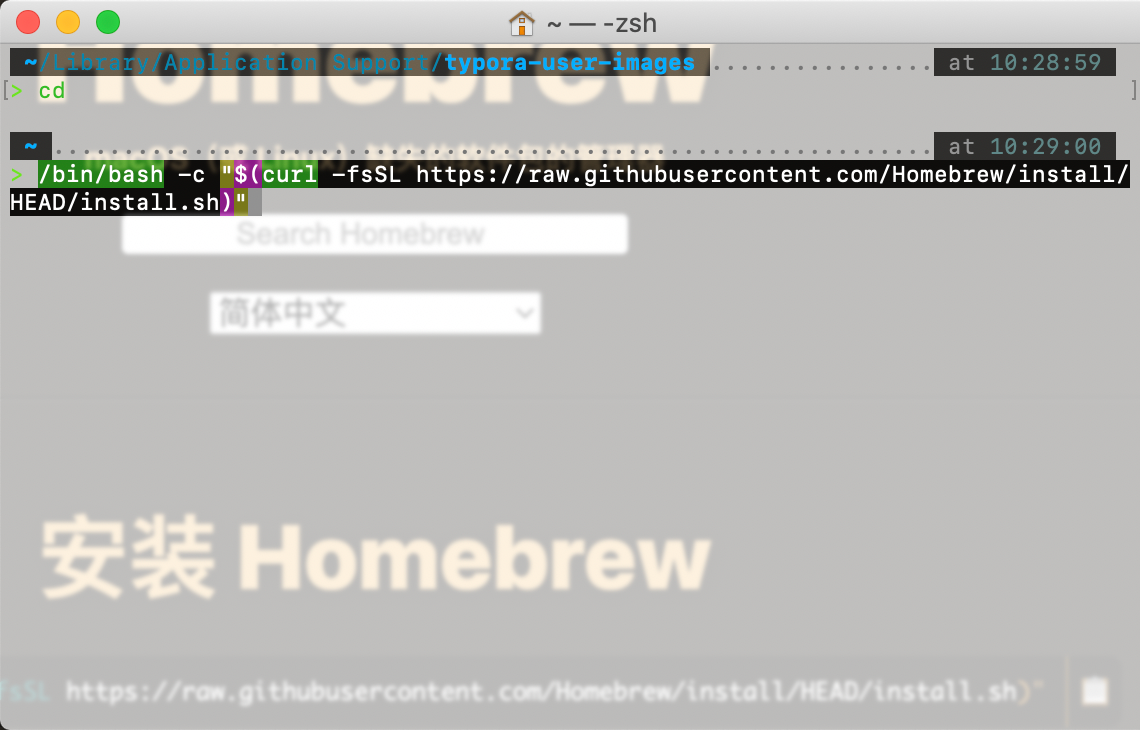 ~ — -zsh
~/Library/Application Support/typora-user-images at 10:28:59
[> cd ]
~ at 10:29:00
> /bin/bash -c "$(curl -fsSL https://raw.githubusercontent.com/Homebrew/install/
HEAD/install.sh)"
Homebrew
Search Homebrew
简体中文
安装 Homebrew
fsSL https://raw.githubusercontent.com/Homebrew/install/HEAD/install.sh)"